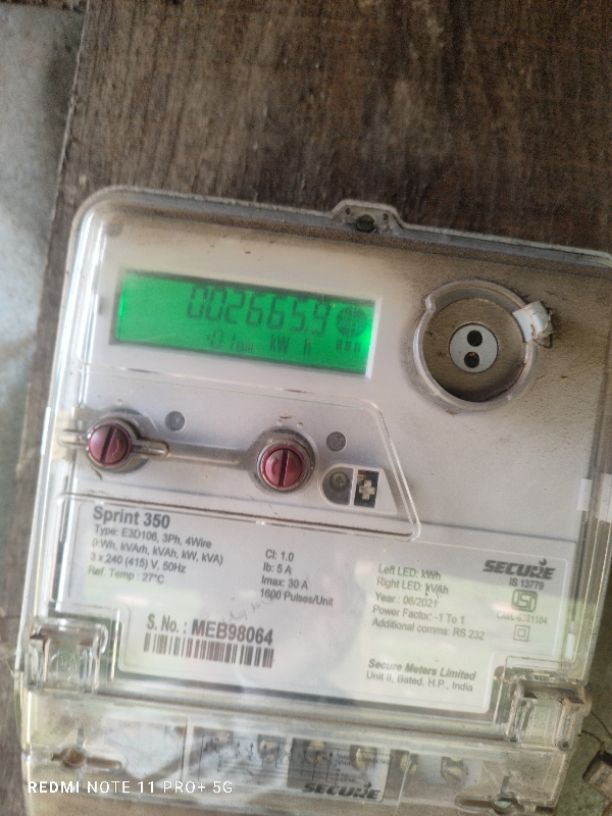 002665.9
kW h
Sprint 350
Type: E3D106, 3Ph, 4Wire
(kWh, kVArh, kVAh, kW, kVA)
3 x 240 (415) V, 50Hz
Ref. Temp : 27°C
Cl: 1.0
Ib: 5 A
Imax: 30 A
1600 Pulses/Unit
Left LED: kWh
Right LED: kVAh
Year : 06/2021
Power Factor: -1 To 1
Additional comms: RS 232
SECURE
IS 13779
S. No. : MEB98064
Secure Meters Limited
Unit II, Bated, H.P., India
SECURE
REDMI NOTE 11 PRO+ 5G